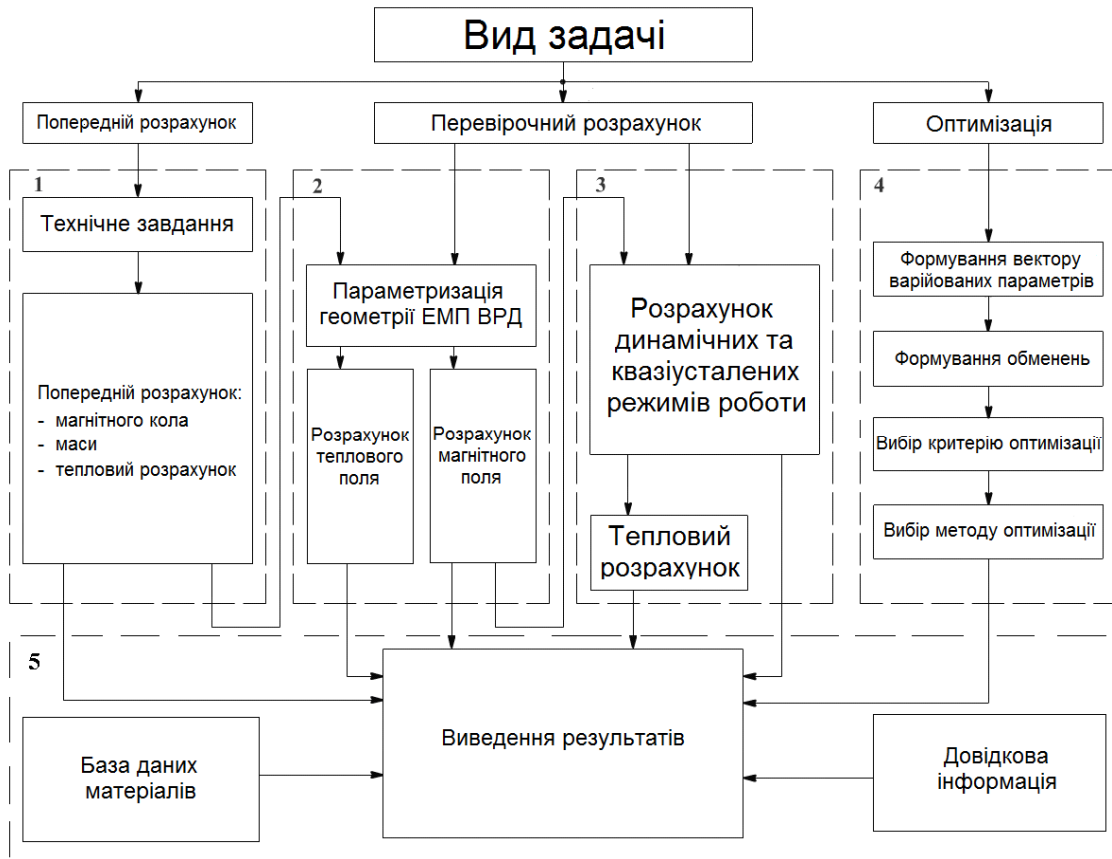 Вид задачі
Попередній розрахунок
Перевірочний розрахунок
Оптимізація
1
Технічне завдання
Попередній розрахунок:
- магнітного кола
- маси
- тепловий розрахунок
2
Параметризація
геометрії ЕМП ВРД
Розрахунок
теплового
поля
Розрахунок
магнітного
поля
3
Розрахунок
динамічних та
квазіусталених
режимів роботи
Тепловий
розрахунок
4
Формування вектору
варійованих параметрів
Формування обменень
Вибір критерію оптимізації
Вибір методу оптимізації
5
База даних
матеріалів
Виведення результатів
Довідкова
інформація